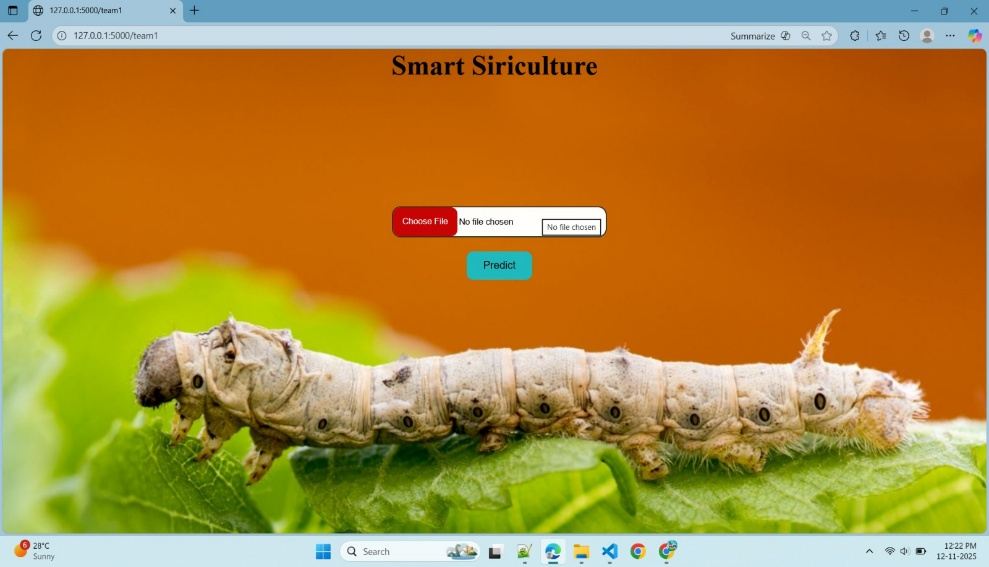 127.0.0.1:5000/team1
127.0.0.1:5000/team1
Summarize
Smart Siriculture
Choose File No file chosen
No file chosen
Predict
6
28°C
Sunny
Search
12:22 PM
12-11-2025